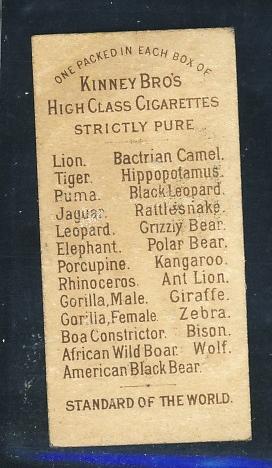 ONE PACKED IN EACH BOX OF
KINNEY BRO'S
HIGH CLASS CIGARETTES
STRICTLY PURE
Lion. Bactrian Camel.
Tiger. Hippopotamus.
Puma. Black Leopard.
Jaguar. Rattlesnake.
Leopard. Grizzly Bear.
Elephant. Polar Bear.
Porcupine. Kangaroo.
Rhinoceros. Ant Lion.
Gorilla, Male. Giraffe.
Gorilla, Female. Zebra.
Boa Constrictor. Bison.
African Wild Boar. Wolf.
American Black Bear.
STANDARD OF THE WORLD.